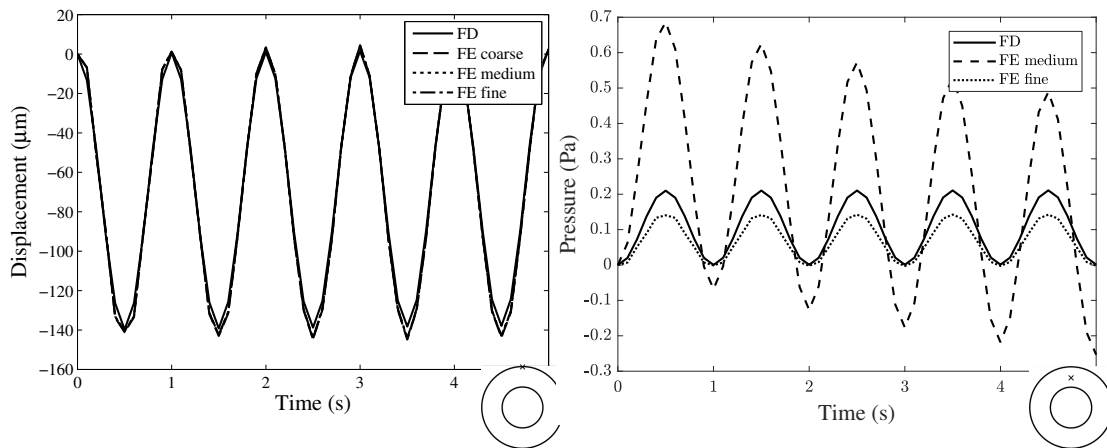 20
0
−20
−40
−60
−80
−100
−120
−140
−160
Displacement (μm)
FD
FE coarse
FE medium
FE fine
0 1 2 3 4
Time (s)
0.7
0.6
0.5
0.4
0.3
0.2
0.1
0
-0.1
-0.2
-0.3
Pressure (Pa)
FD
FE medium
FE fine
0 1 2 3 4
Time (s)